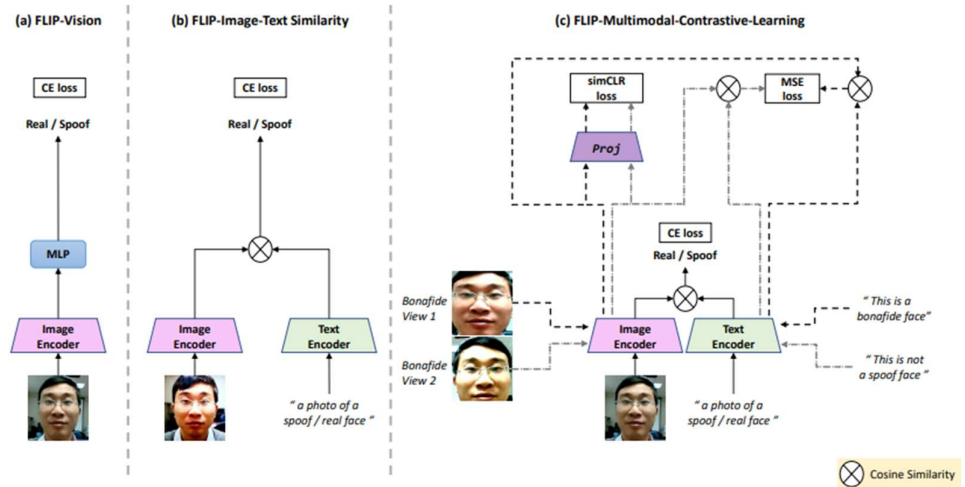 (a) FLIP-Vision
CE loss
Real / Spoof
MLP
Image
Encoder
(b) FLIP-Image-Text Similarity
CE loss
Real / Spoof
Image
Encoder
Text
Encoder
“ a photo of a
spoof / real face “
(c) FLIP-Multimodal-Contrastive-Learning
simCLR
loss
MSE
loss
Proj
CE loss
Real / Spoof
Bonafide
View 1
Bonafide
View 2
Image
Encoder
Text
Encoder
“ This is a
bonafide face”
“ This is not
a spoof face “
“ a photo of a
spoof / real face “
Cosine Similarity